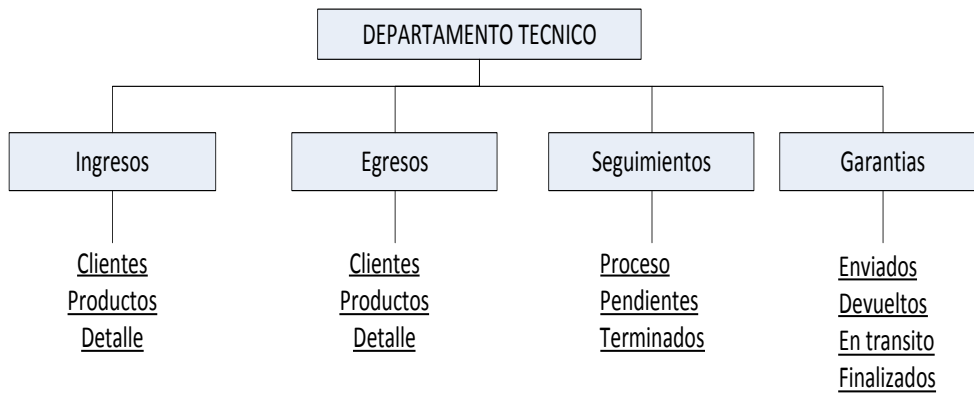 DEPARTAMENTO TECNICO
Ingresos
Egresos
Seguimientos
Garantias
Clientes
Productos
Detalle
Clientes
Productos
Detalle
Proceso
Pendientes
Terminados
Enviados
Devueltos
En transito
Finalizados